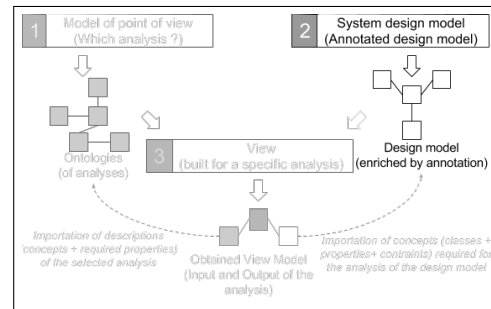 1
Model of point of view
(Which analysis ?)
2
System design model
(Annotated design model)
Ontologies
(of analyses)
3
View
(built for a specific analysis)
Design model
(enriched by annotation)
Importation of descriptions
(concepts + required properties)
of the selected analysis
Obtained View Model
(Input and Output of the
analysis)
Importation of concepts (classes +
properties+ contraints) required for
the analysis of the design model